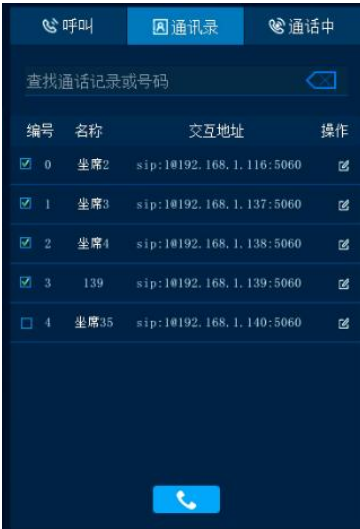 呼叫 通讯录 通话中
查找通话记录或号码
编号 名称 交互地址 操作
0 坐席2 sip:1@192.168.1.116:5060
1 坐席3 sip:1@192.168.1.137:5060
2 坐席4 sip:1@192.168.1.138:5060
3 139 sip:1@192.168.1.139:5060
4 坐席35 sip:1@192.168.1.140:5060